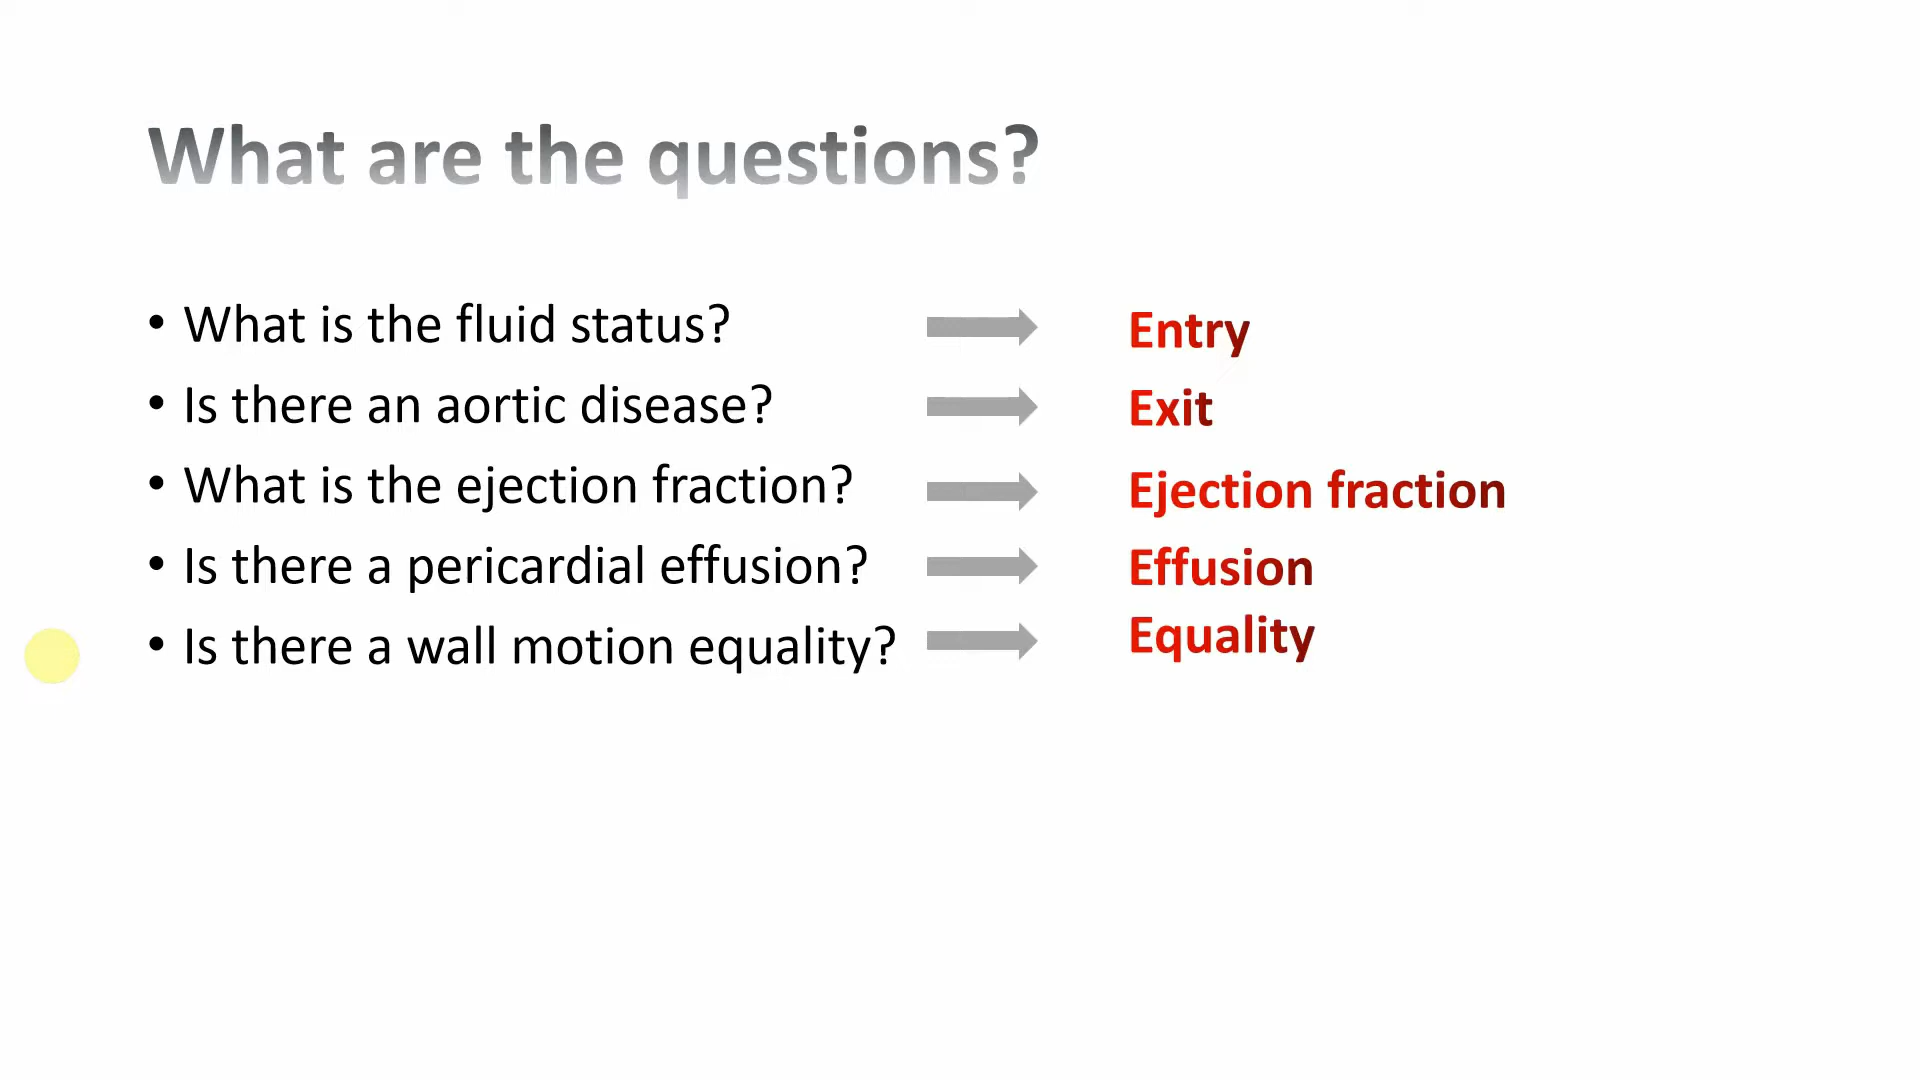 What are the questions?
• What is the fluid status? Entry
• Is there an aortic disease? Exit
• What is the ejection fraction? Ejection fraction
• Is there a pericardial effusion? Effusion
• Is there a wall motion equality? Equality